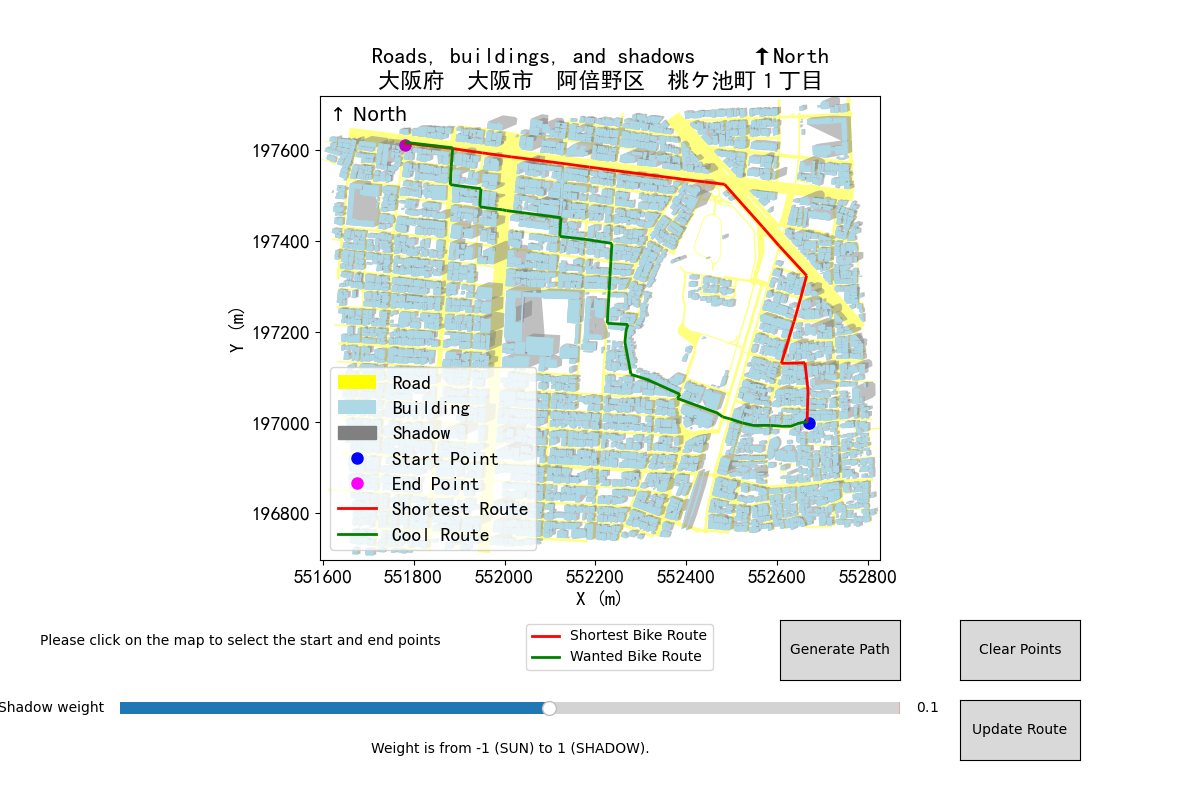 Roads, buildings, and shadows ↑North
大阪府 大阪市 阿倍野区 桃ケ池町１丁目
↑ North
197600
197400
197200
197000
196800
Y (m)
Road
Building
Shadow
Start Point
End Point
Shortest Route
Cool Route
551600 551800 552000 552200 552400 552600 552800
X (m)
Please click on the map to select the start and end points
Shortest Bike Route
Wanted Bike Route
Generate Path
Clear Points
Shadow weight
0.1
Update Route
Weight is from -1 (SUN) to 1 (SHADOW).